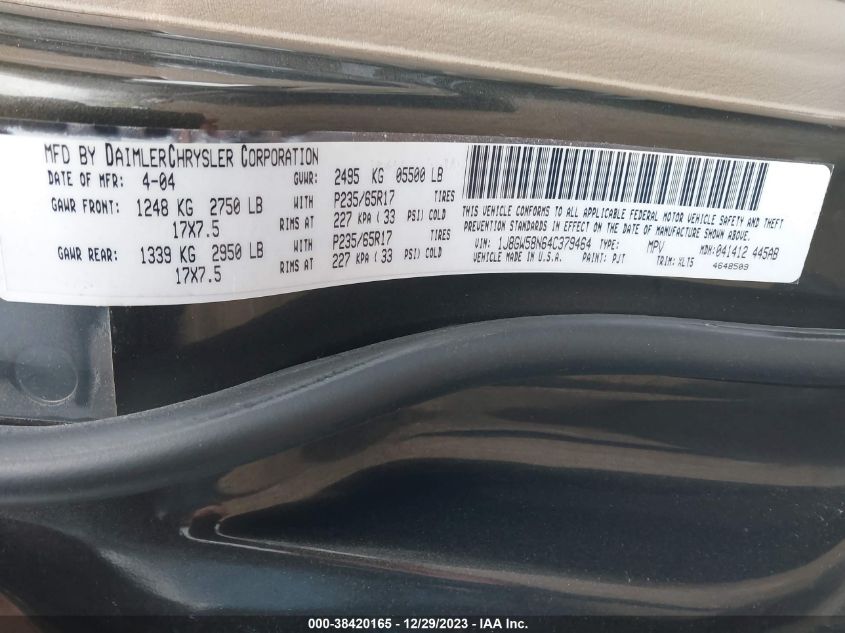 MFD BY DAIMLERCHRYSLER CORPORATION
DATE OF MFR: 4-04 GVWR: 2495 KG 05500 LB
GAWR FRONT: 1248 KG 2750 LB WITH P235/65R17 TIRES
17X7.5 RIMS AT 227 KPA ( 33 PSI) COLD
GAWR REAR: 1339 KG 2950 LB WITH P235/65R17 TIRES
17X7.5 RIMS AT 227 KPA ( 33 PSI) COLD
THIS VEHICLE CONFORMS TO ALL APPLICABLE FEDERAL MOTOR VEHICLE SAFETY AND THEFT
PREVENTION STANDARDS IN EFFECT ON THE DATE OF MANUFACTURE SHOWN ABOVE.
VIN: 1J8GW58N64C379464 TYPE: MPV MDH: 041412 445AB
VEHICLE MADE IN U.S.A. PAINT: PJT TRIM: XLT5 4648509
000-38420165 - 12/29/2023 - IAA Inc.